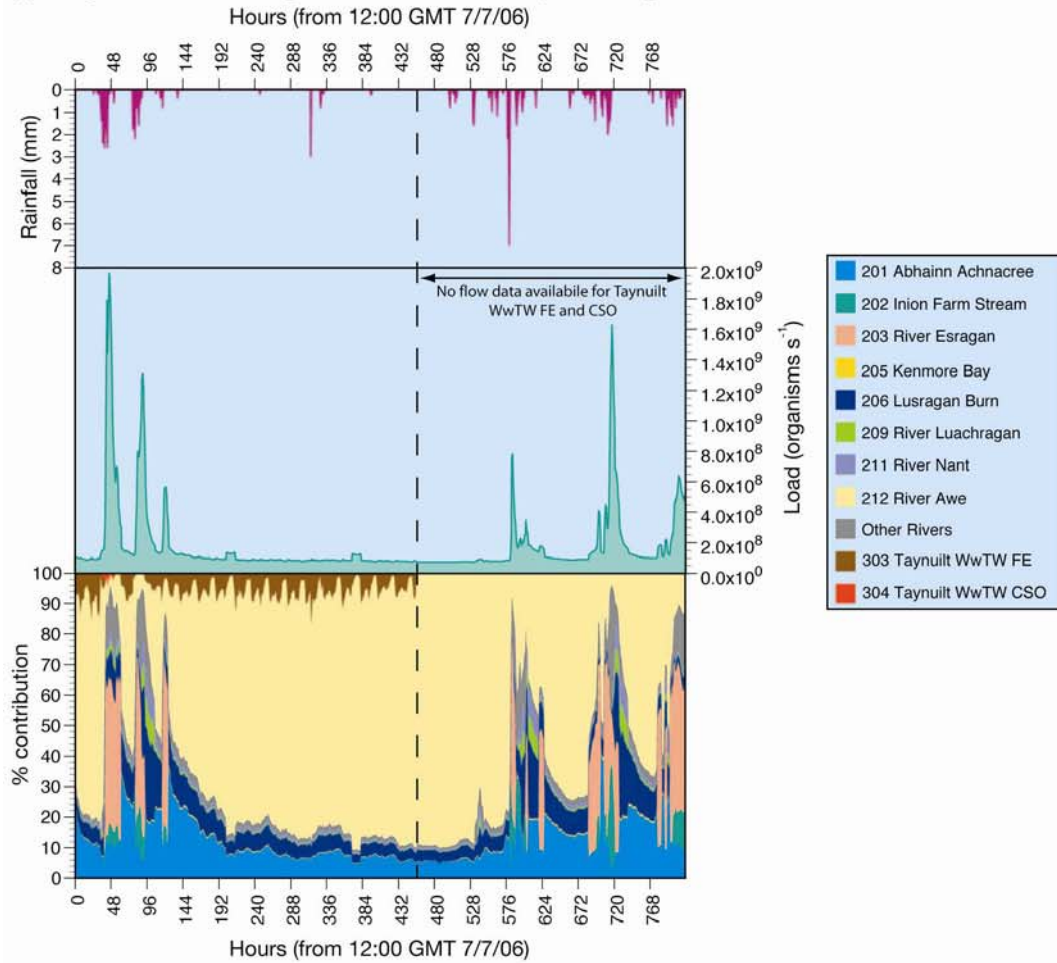 Hours (from 12:00 GMT 7/7/06)
0 48 96 144 192 240 288 336 384 432 480 528 576 624 672 720 768
Rainfall (mm)
0
1
2
3
4
5
6
7
8
No flow data availabile for Taynuilt
WwTW FE and CSO
Load (organisms s⁻¹)
2.0x10⁹
1.8x10⁹
1.6x10⁹
1.4x10⁹
1.2x10⁹
1.0x10⁹
8.0x10⁸
6.0x10⁸
4.0x10⁸
2.0x10⁸
0.0x10⁰
% contribution
100
90
80
70
60
50
40
30
20
10
0
0 48 96 144 192 240 288 336 384 432 480 528 576 624 672 720 768
Hours (from 12:00 GMT 7/7/06)
201 Abhainn Achnacree
202 Inion Farm Stream
203 River Esragan
205 Kenmore Bay
206 Lusragan Burn
209 River Luachragan
211 River Nant
212 River Awe
Other Rivers
303 Taynuilt WwTW FE
304 Taynuilt WwTW CSO